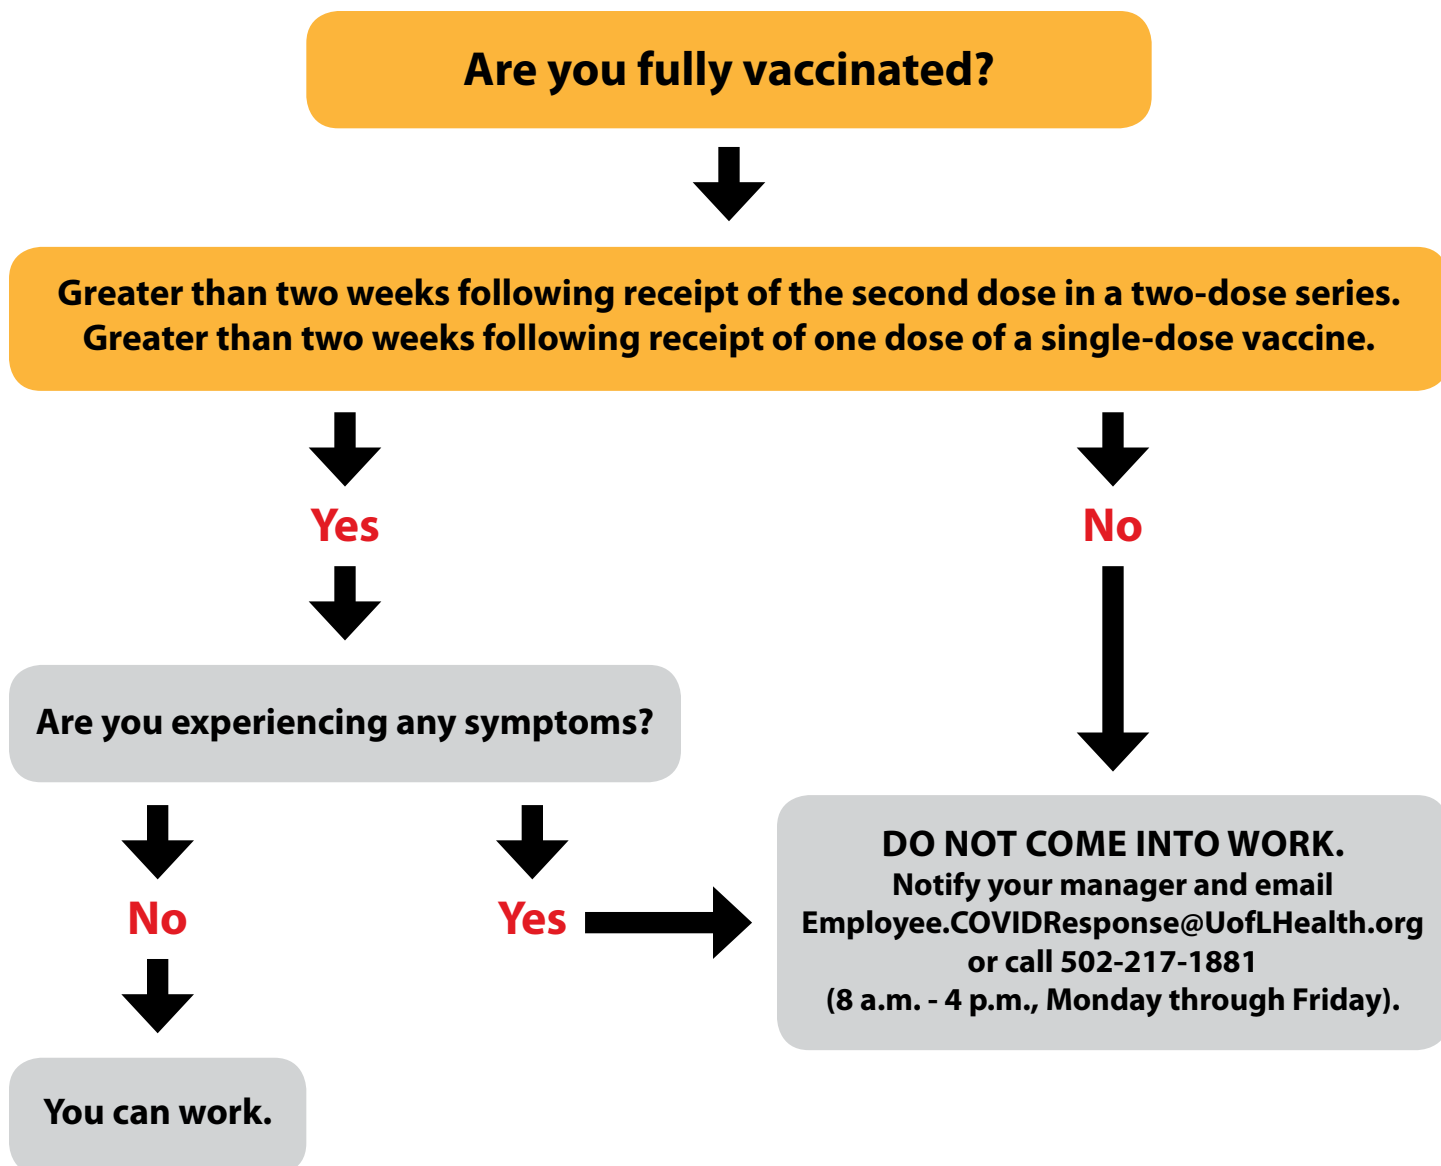 Are you fully vaccinated?
Greater than two weeks following receipt of the second dose in a two-dose series.
Greater than two weeks following receipt of one dose of a single-dose vaccine.
Yes
No
Are you experiencing any symptoms?
No
Yes
DO NOT COME INTO WORK.
Notify your manager and email
Employee.COVIDResponse@UofLHealth.org
or call 502-217-1881
(8 a.m. - 4 p.m., Monday through Friday).
You can work.